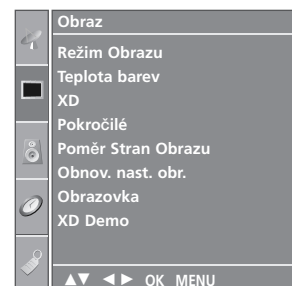 Obraz
Režim Obrazu
Teplota barev
XD
Pokročilé
Poměr Stran Obrazu
Obnov. nast. obr.
Obrazovka
XD Demo
▲▼ ◄► OK MENU